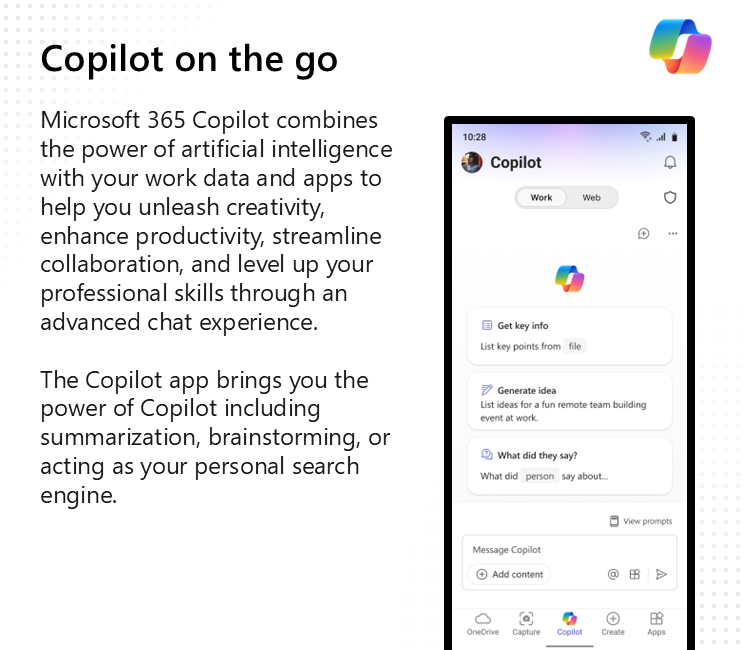 Copilot on the go
Microsoft 365 Copilot combines
the power of artificial intelligence
with your work data and apps to
help you unleash creativity,
enhance productivity, streamline
collaboration, and level up your
professional skills through an
advanced chat experience.
The Copilot app brings you the
power of Copilot including
summarization, brainstorming, or
acting as your personal search
engine.
10:28
Copilot
Work Web
Get key info
List key points from file
Generate idea
List ideas for a fun remote team building
event at work.
What did they say?
What did person say about...
View prompts
Message Copilot
Add content
OneDrive Capture Copilot Create Apps